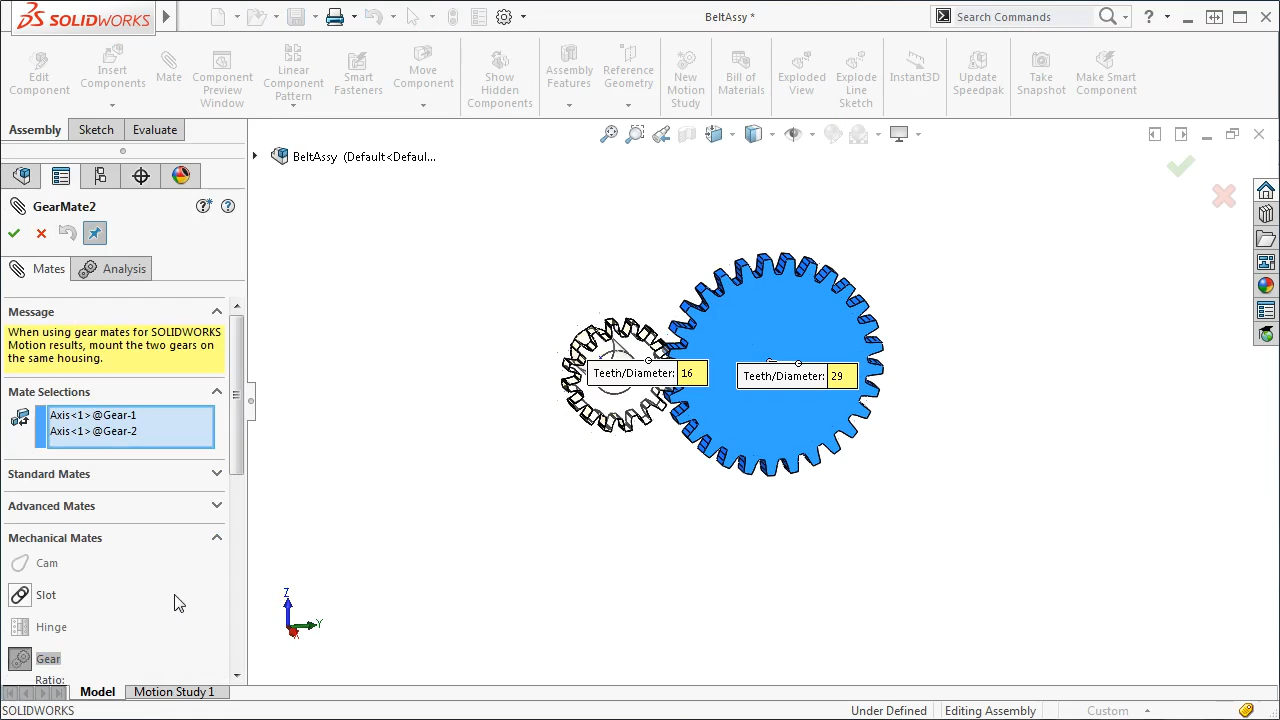 SOLIDWORKS
BeltAssy *
Search Commands
?
Edit Component
Insert Components
Mate
Component Preview Window
Linear Component Pattern
Smart Fasteners
Move Component
Show Hidden Components
Assembly Features
Reference Geometry
New Motion Study
Bill of Materials
Exploded View
Explode Line Sketch
Instant3D
Update Speedpak
Take Snapshot
Make Smart Component
Assembly
Sketch
Evaluate
BeltAssy (Default<Defaul...
GearMate2
Mates
Analysis
Message
When using gear mates for SOLIDWORKS
Motion results, mount the two gears on
the same housing.
Mate Selections
Axis<1>@Gear-1
Axis<1>@Gear-2
Standard Mates
Advanced Mates
Mechanical Mates
Cam
Slot
Hinge
Gear
Ratio:
Teeth/Diameter: 16
Teeth/Diameter: 29
Z
Y
X
Model
Motion Study 1
SOLIDWORKS
Under Defined
Editing Assembly
Custom